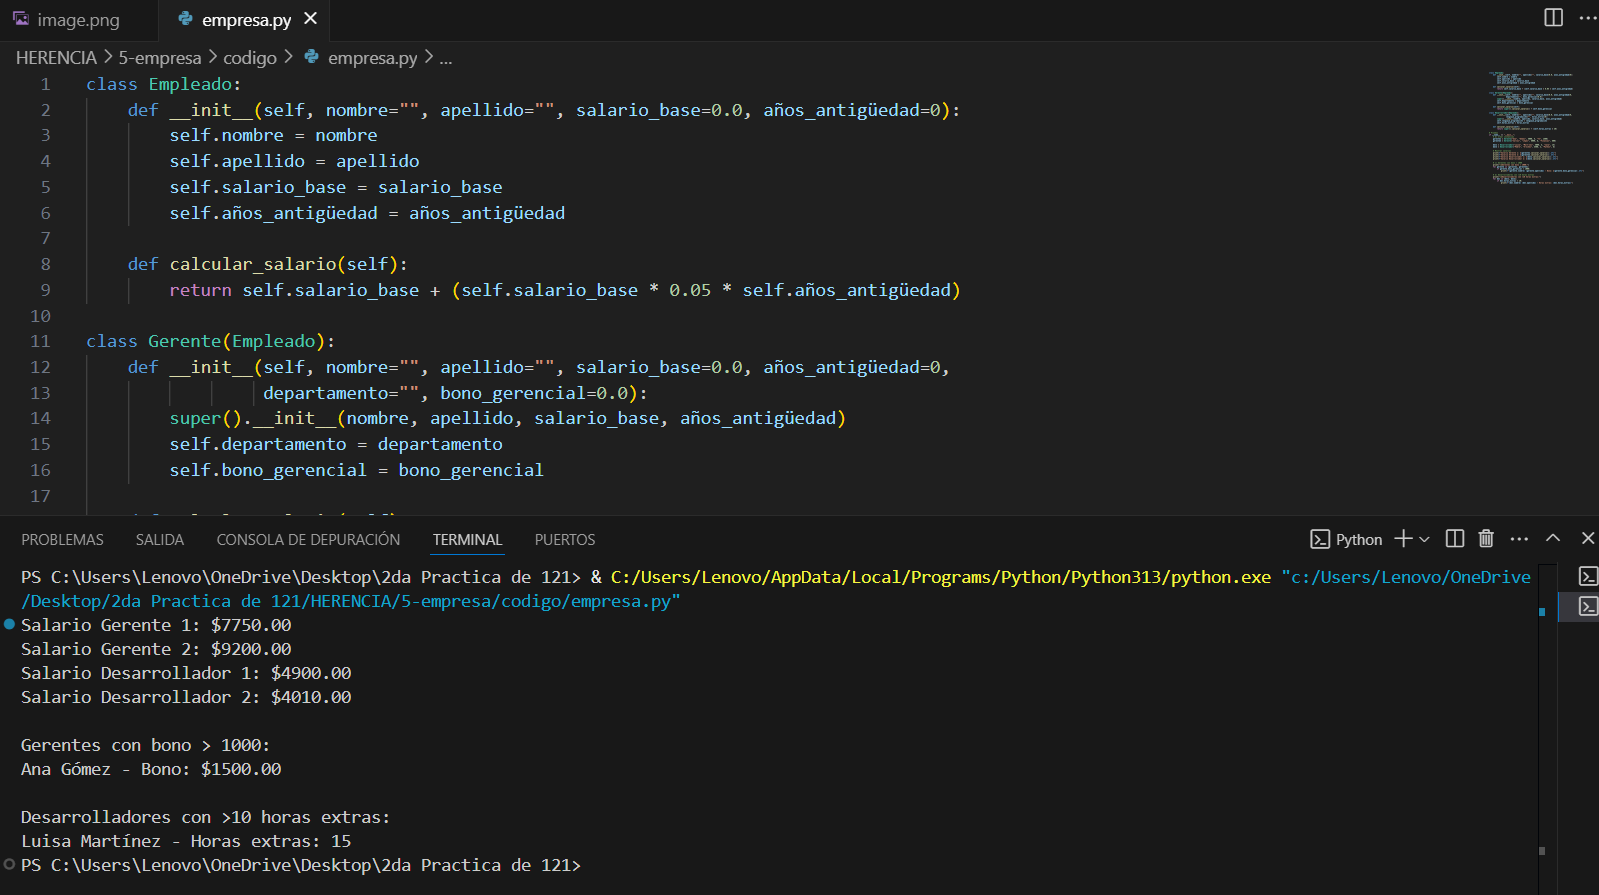 image.png
empresa.py
HERENCIA > 5-empresa > codigo > empresa.py > ...
1 class Empleado:
2     def __init__(self, nombre="", apellido="", salario_base=0.0, años_antigüedad=0):
3         self.nombre = nombre
4         self.apellido = apellido
5         self.salario_base = salario_base
6         self.años_antigüedad = años_antigüedad
7
8     def calcular_salario(self):
9         return self.salario_base + (self.salario_base * 0.05 * self.años_antigüedad)
10
11 class Gerente(Empleado):
12     def __init__(self, nombre="", apellido="", salario_base=0.0, años_antigüedad=0,
13                  departamento="", bono_gerencial=0.0):
14         super().__init__(nombre, apellido, salario_base, años_antigüedad)
15         self.departamento = departamento
16         self.bono_gerencial = bono_gerencial
17
PROBLEMAS SALIDA CONSOLA DE DEPURACIÓN TERMINAL PUERTOS Python
PS C:\Users\Lenovo\OneDrive\Desktop\2da Practica de 121> & C:/Users/Lenovo/AppData/Local/Programs/Python/Python313/python.exe "c:/Users/Lenovo/OneDrive
/Desktop/2da Practica de 121/HERENCIA/5-empresa/codigo/empresa.py"
Salario Gerente 1: $7750.00
Salario Gerente 2: $9200.00
Salario Desarrollador 1: $4900.00
Salario Desarrollador 2: $4010.00
Gerentes con bono > 1000:
Ana Gómez - Bono: $1500.00
Desarrolladores con >10 horas extras:
Luisa Martínez - Horas extras: 15
PS C:\Users\Lenovo\OneDrive\Desktop\2da Practica de 121>